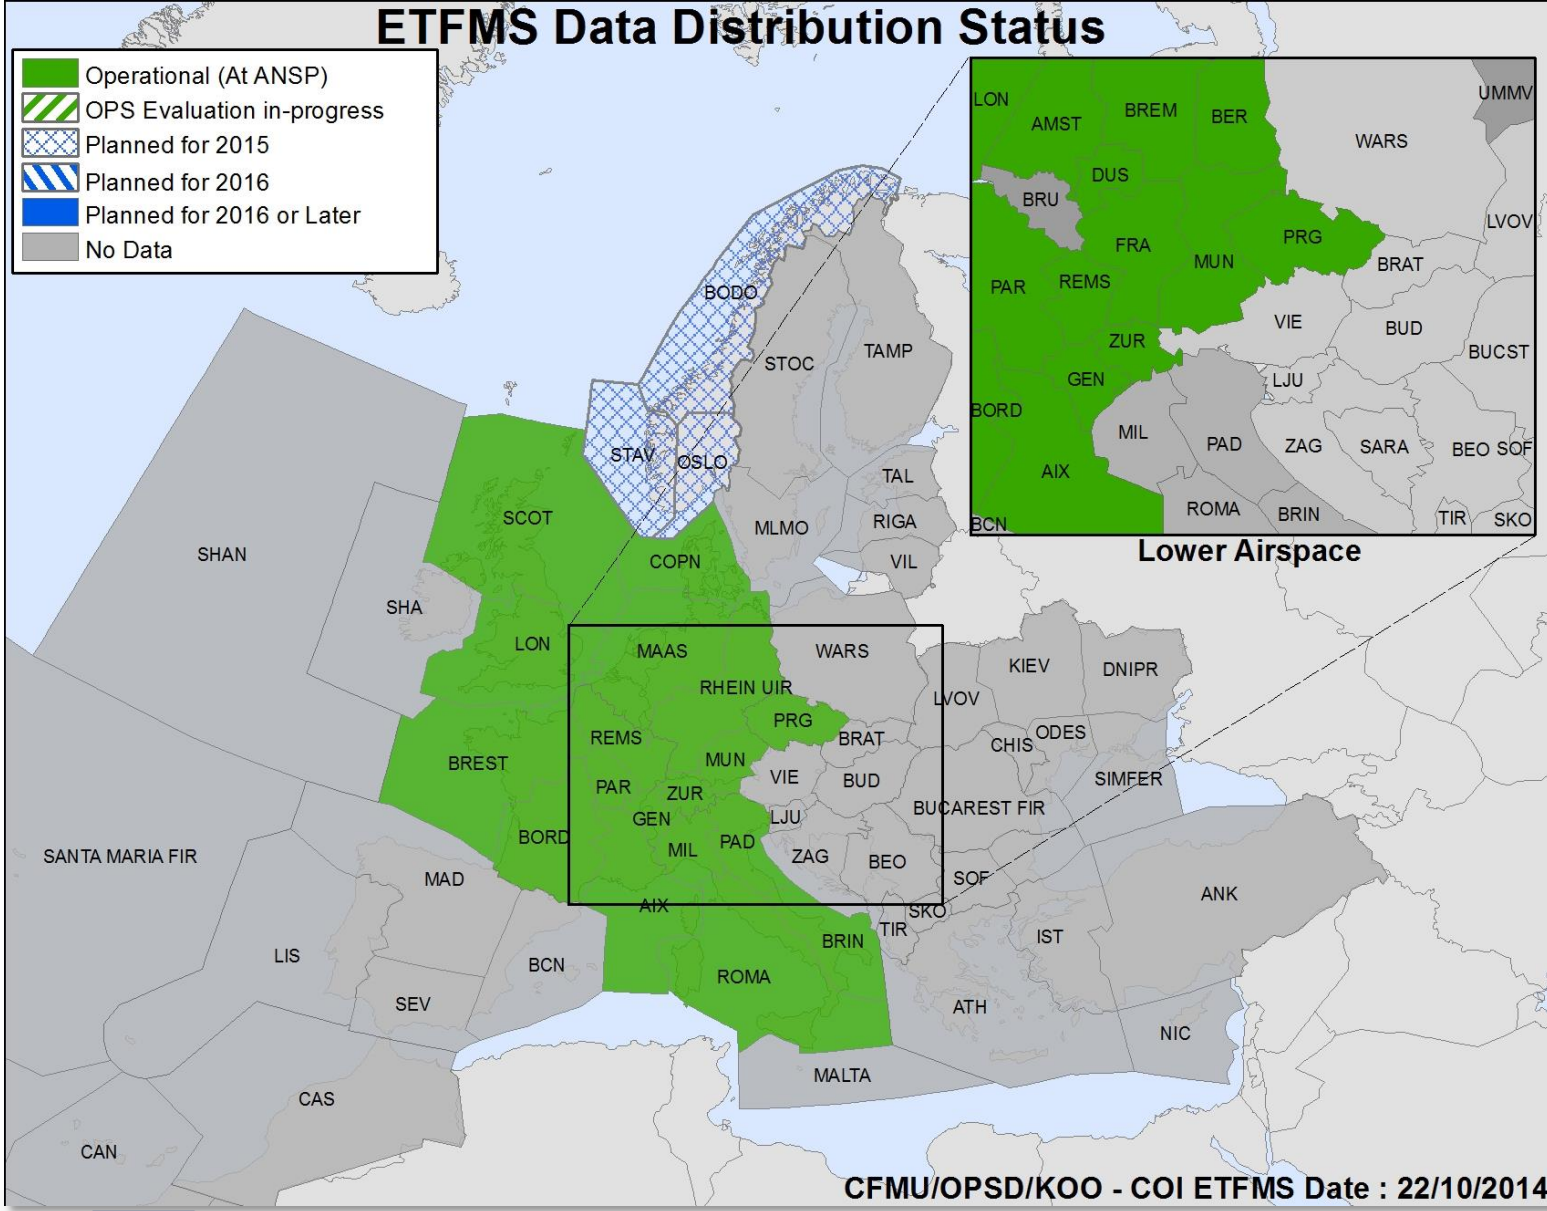 ETFMS Data Distribution Status
Operational (At ANSP)
OPS Evaluation in-progress
Planned for 2015
Planned for 2016
Planned for 2016 or Later
No Data
LON
AMST
BREM
BER
UMMV
WARS
DUS
BRU
LVOV
PRG
FRA
MUN
BRAT
PAR
REMS
VIE
BUD
ZUR
BUCST
GEN
LJU
BORD
MIL
PAD
ZAG
SARA
BEO
SOF
AIX
ROMA
BRIN
TIR
SKO
BCN
Lower Airspace
BODO
STOC
TAMP
STAV
OSLO
TAL
SCOT
MLMO
RIGA
SHAN
COPN
VIL
SHA
LON
MAAS
WARS
KIEV
DNIPR
RHEIN UIR
LVOV
PRG
REMS
BRAT
CHIS
ODES
BREST
MUN
VIE
BUD
SIMFER
PAR
ZUR
GEN
LJU
BUCAREST FIR
BORD
PAD
MIL
ZAG
BEO
SANTA MARIA FIR
MAD
SOF
ANK
AIX
SKO
TIR
BRIN
IST
LIS
BCN
ROMA
SEV
ATH
NIC
MALTA
CAS
CAN
CFMU/OPSD/KOO - COI ETFMS Date : 22/10/2014